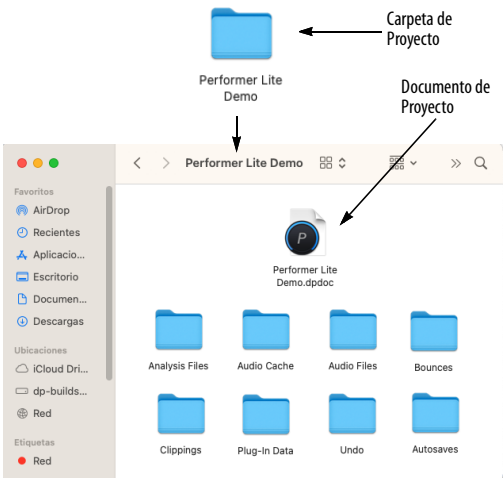 Carpeta de
Proyecto
Performer Lite
Demo
Documento de
Proyecto
Performer Lite Demo
Favoritos
AirDrop
Recientes
Aplicacio...
Escritorio
Documen...
Descargas
Ubicaciones
iCloud Dri...
dp-builds...
Red
Etiquetas
Red
P
Performer Lite
Demo.dpdoc
Analysis Files
Audio Cache
Audio Files
Bounces
Clippings
Plug-In Data
Undo
Autosaves